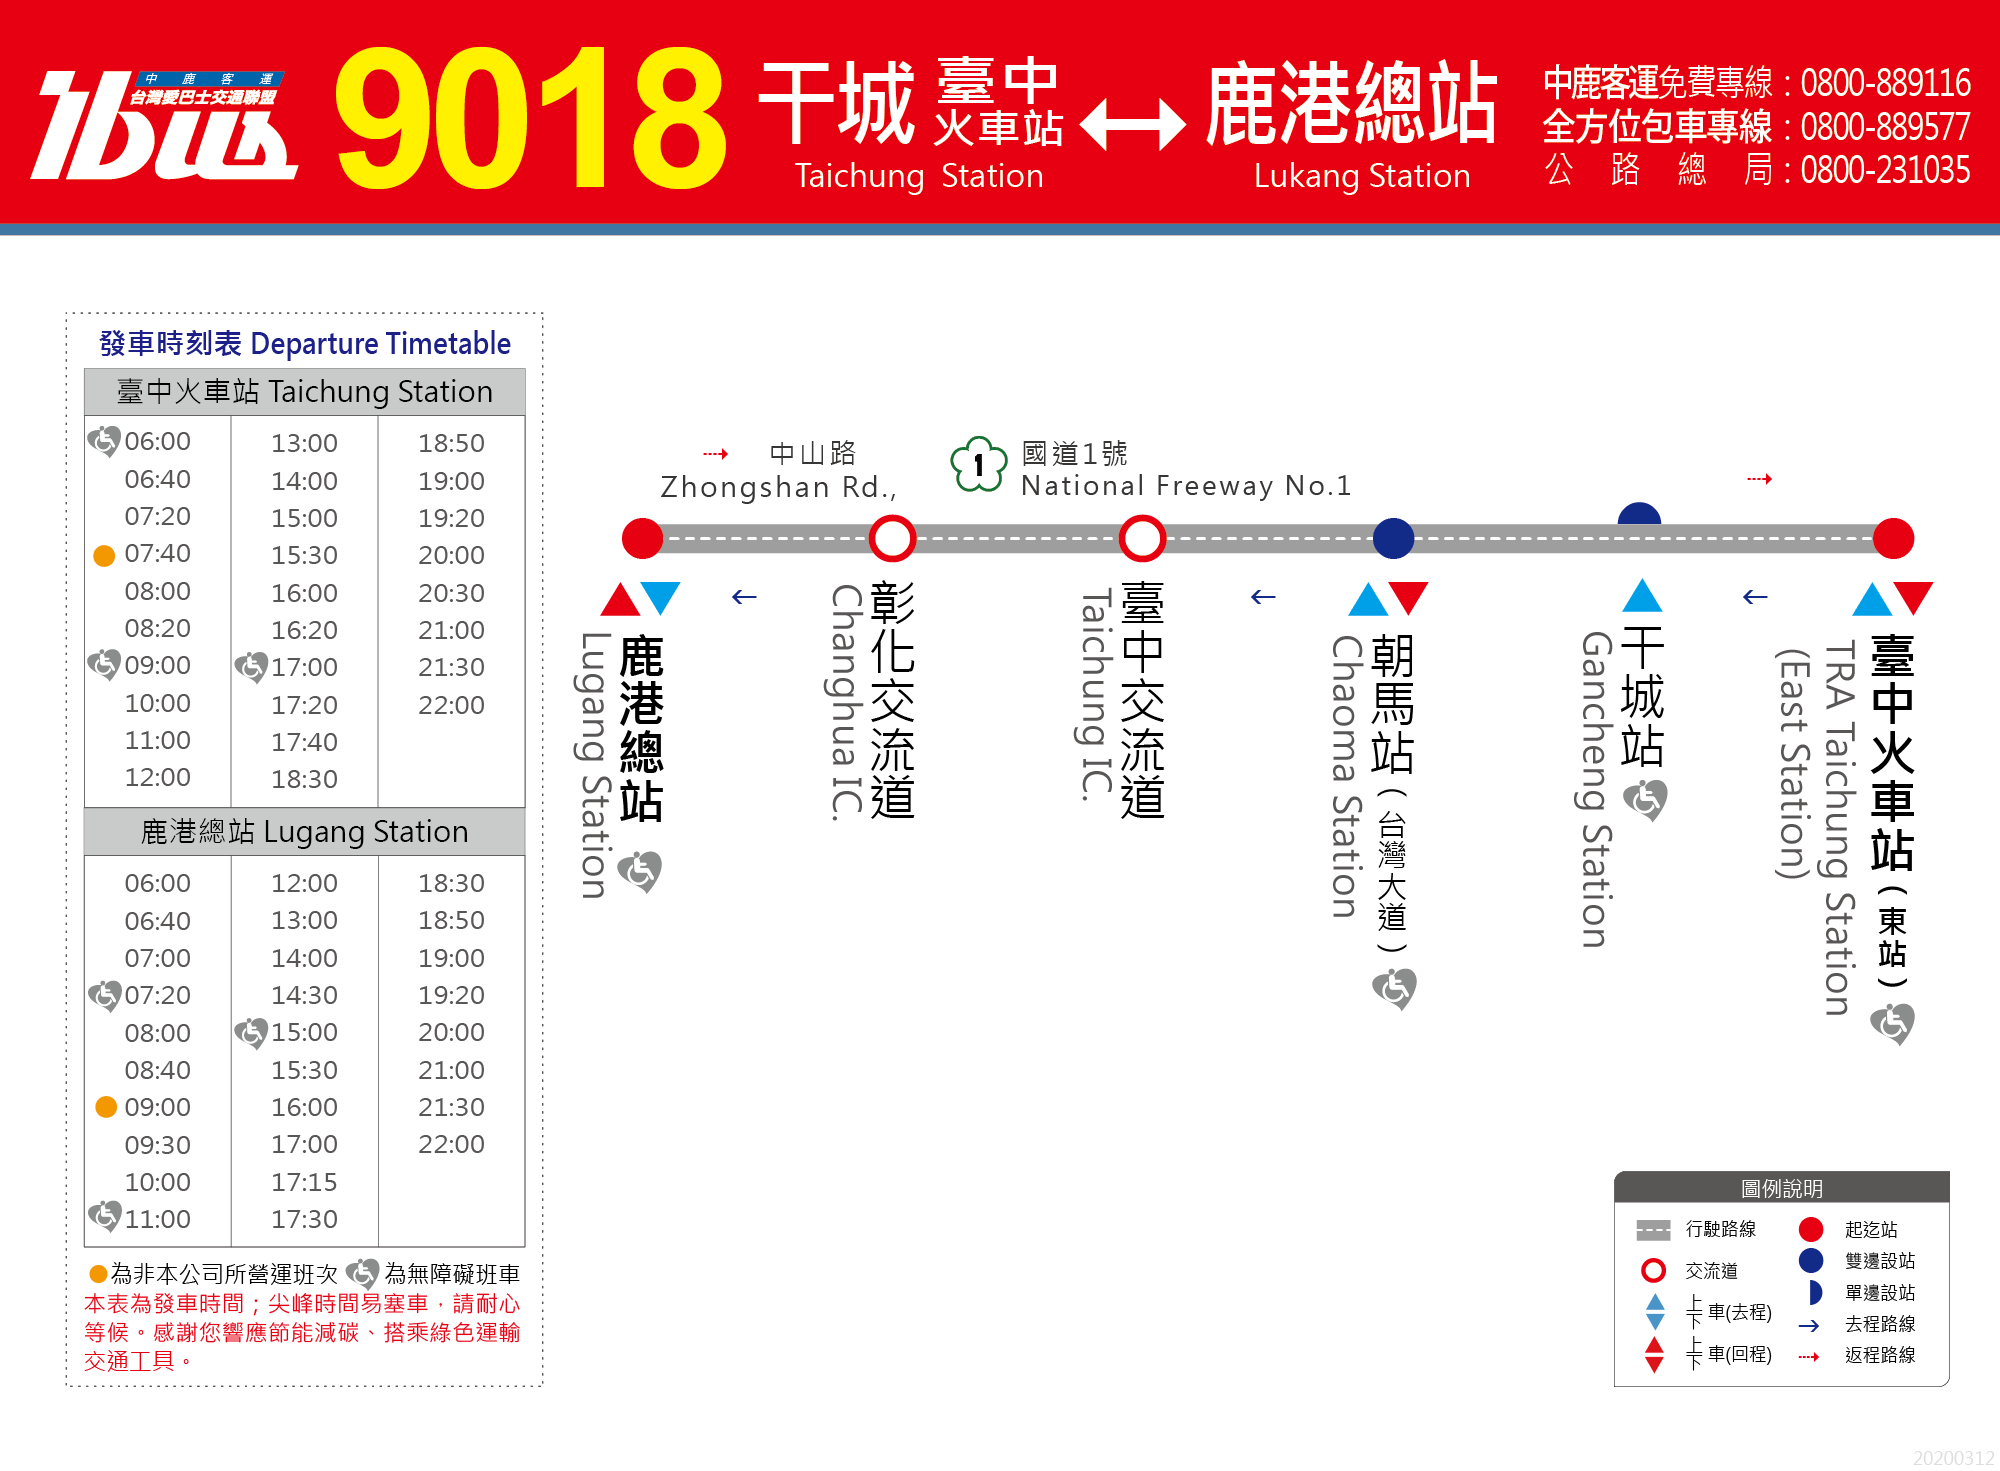 中鹿客運
台灣愛巴士交通聯盟
ibus
9018
干城 臺中火車站
Taichung Station
鹿港總站
Lukang Station
中鹿客運免費專線：0800-889116
全方位包車專線：0800-889577
公路總局：0800-231035
發車時刻表 Departure Timetable
臺中火車站 Taichung Station
06:00 13:00 18:50
06:40 14:00 19:00
07:20 15:00 19:20
07:40 15:30 20:00
08:00 16:00 20:30
08:20 16:20 21:00
09:00 17:00 21:30
10:00 17:20 22:00
11:00 17:40
12:00 18:30
鹿港總站 Lugang Station
06:00 12:00 18:30
06:40 13:00 18:50
07:00 14:00 19:00
07:20 14:30 19:20
08:00 15:00 20:00
08:40 15:30 21:00
09:00 16:00 21:30
09:30 17:00 22:00
10:00 17:15
11:00 17:30
為非本公司所營運班次 為無障礙班車
本表為發車時間；尖峰時間易塞車，請耐心
等候。感謝您響應節能減碳、搭乘綠色運輸
交通工具。
中山路
Zhongshan Rd.,
1
國道1號
National Freeway No.1
鹿港總站
Lugang Station
彰化交流道
Changhua IC.
臺中交流道
Taichung IC.
朝馬站(台灣大道)
Chaoma Station
干城站
Gancheng Station
臺中火車站(東站)
TRA Taichung Station
(East Station)
圖例說明
行駛路線
交流道
上下車(去程)
上下車(回程)
起迄站
雙邊設站
單邊設站
去程路線
返程路線
20200312